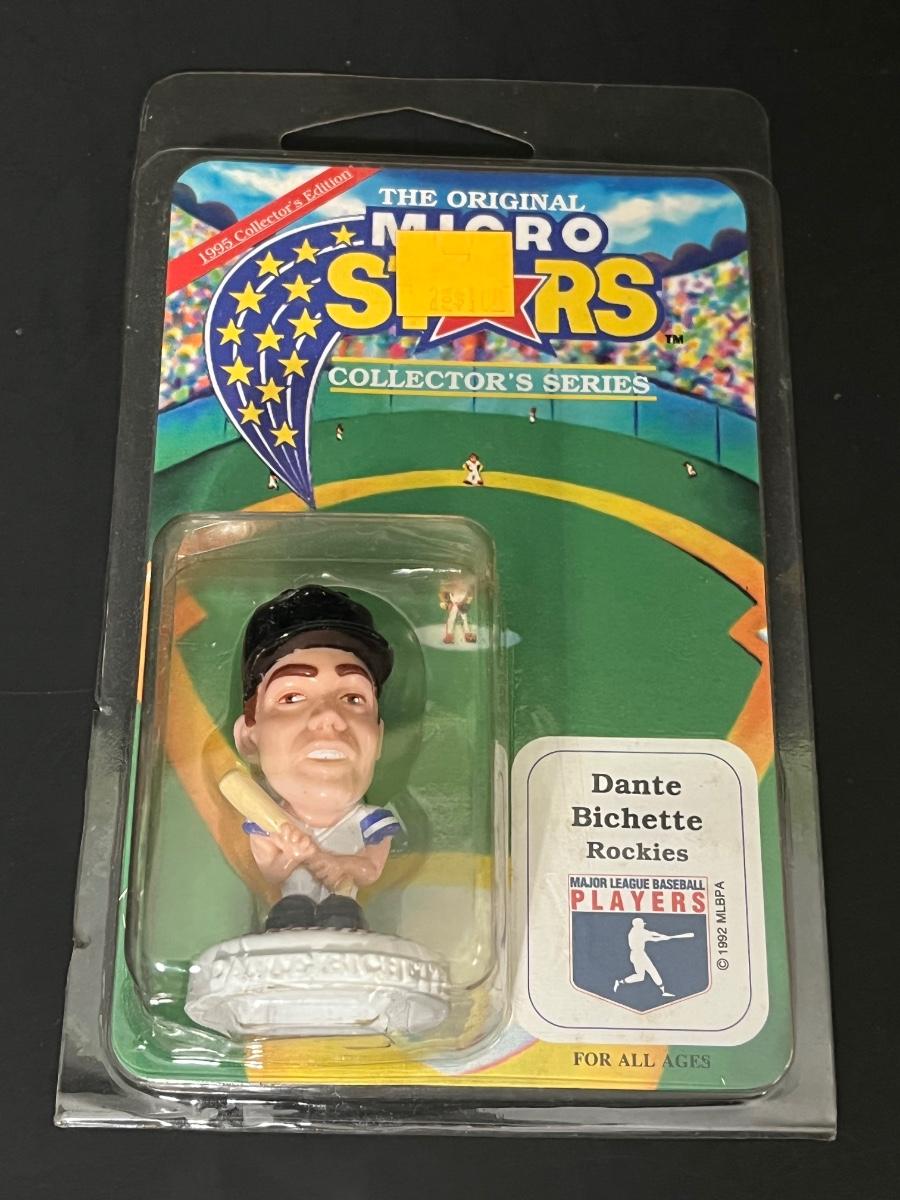 1995 Collector's Edition
THE ORIGINAL
MICRO
STARS
TM
COLLECTOR'S SERIES
Dante
Bichette
Rockies
MAJOR LEAGUE BASEBALL
PLAYERS
© 1992 MLBPA
FOR ALL AGES